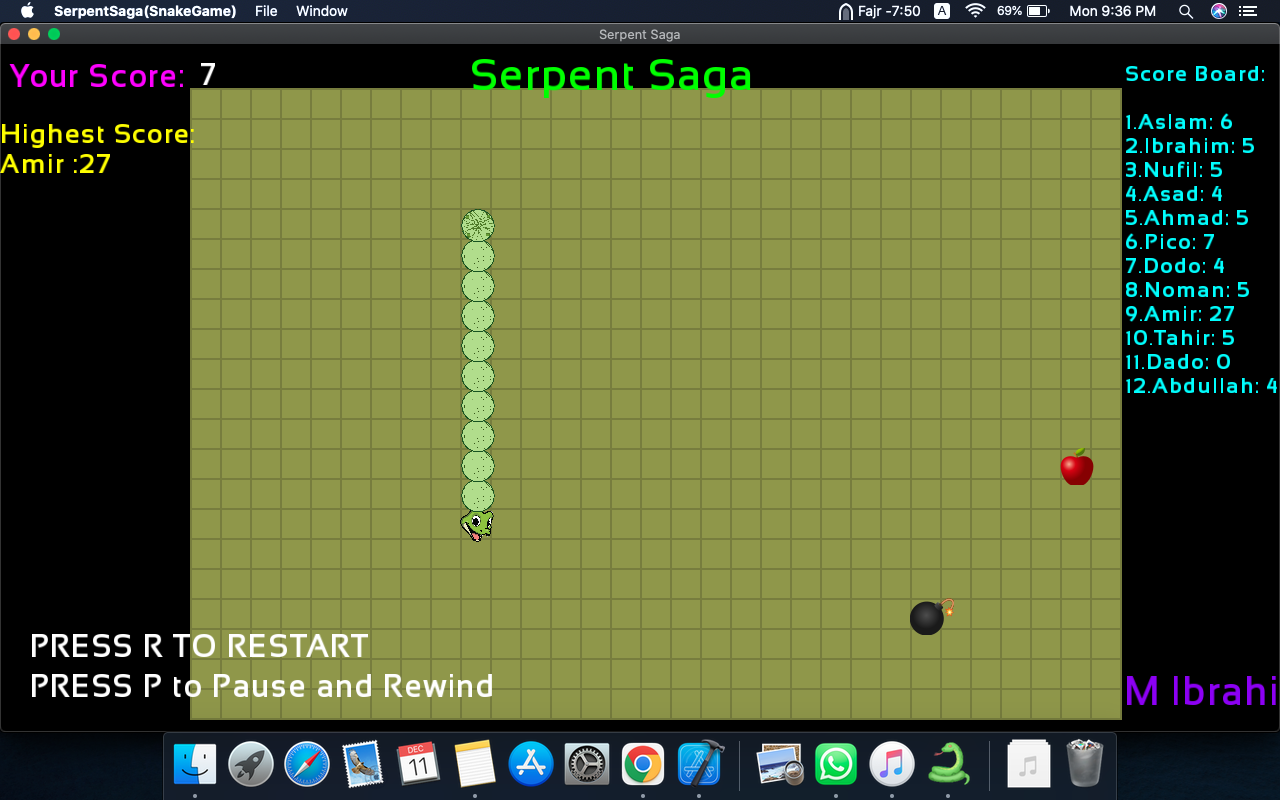 SerpentSaga(SnakeGame) File Window Fajr -7:50 A 69% Mon 9:36 PM
Serpent Saga
Your Score: 7
Serpent Saga
Highest Score:
Amir :27
Score Board:
1.Aslam: 6
2.Ibrahim: 5
3.Nufil: 5
4.Asad: 4
5.Ahmad: 5
6.Pico: 7
7.Dodo: 4
8.Noman: 5
9.Amir: 27
10.Tahir: 5
11.Dado: 0
12.Abdullah: 4
PRESS R TO RESTART
PRESS P to Pause and Rewind
M Ibrahi
DEC
11